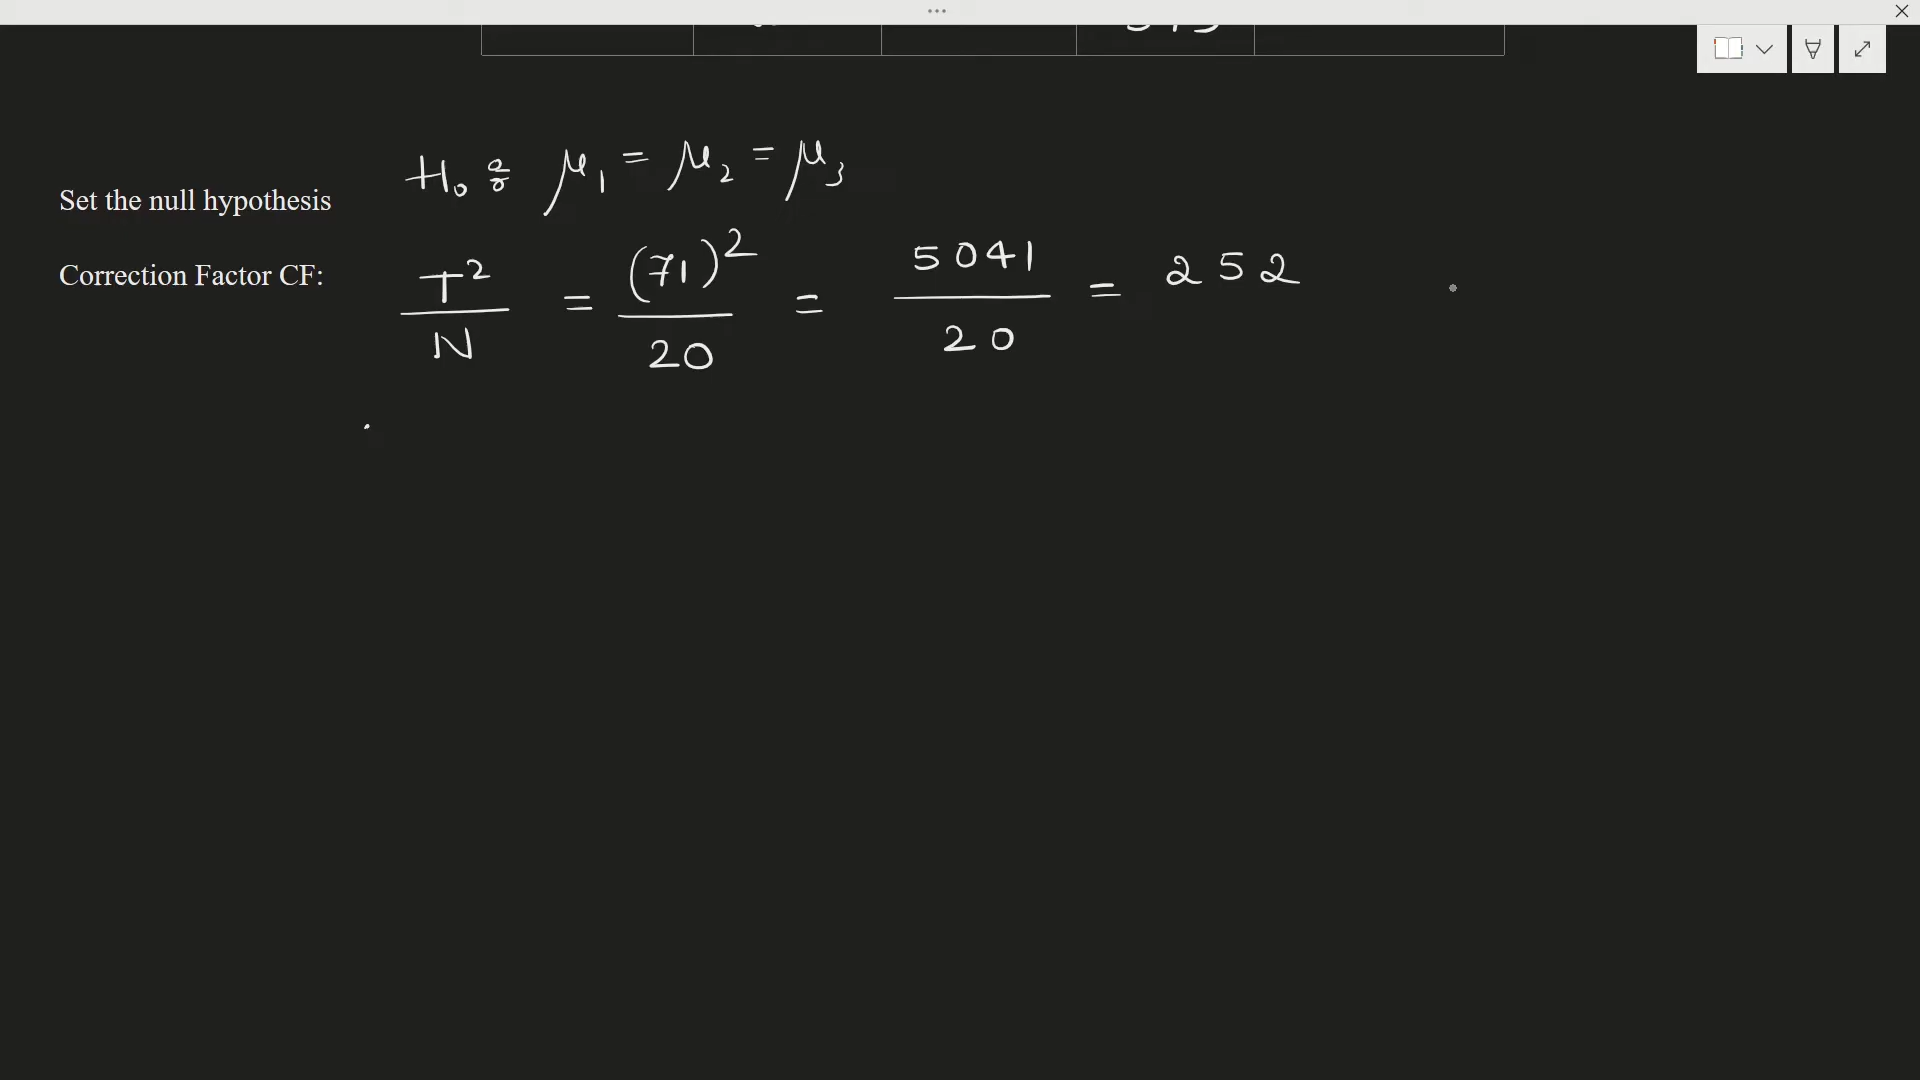 Set the null hypothesis H₀ : μ₁ = μ₂ = μ₃
Correction Factor CF: T²/N = (71)²/20 = 5041/20 = 252